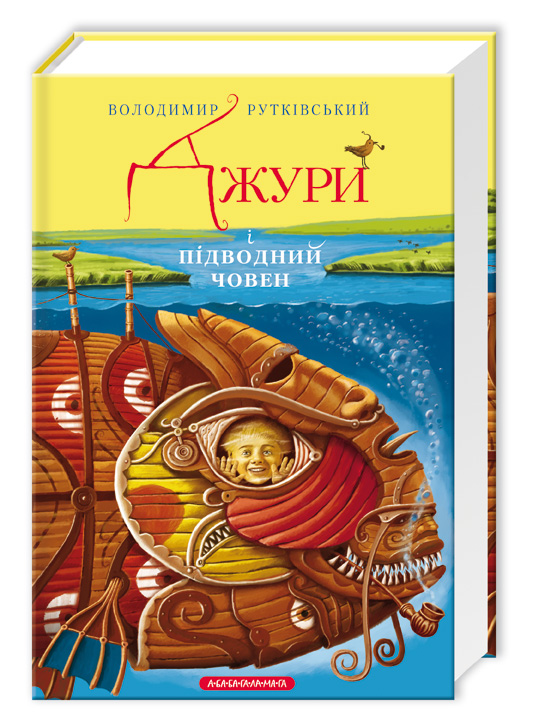 ВОЛОДИМИР РУТКІВСЬКИЙ
ДЖУРИ
і
ПІДВОДНИЙ
ЧОВЕН
А-БА-БА-ГА-ЛА-МА-ГА